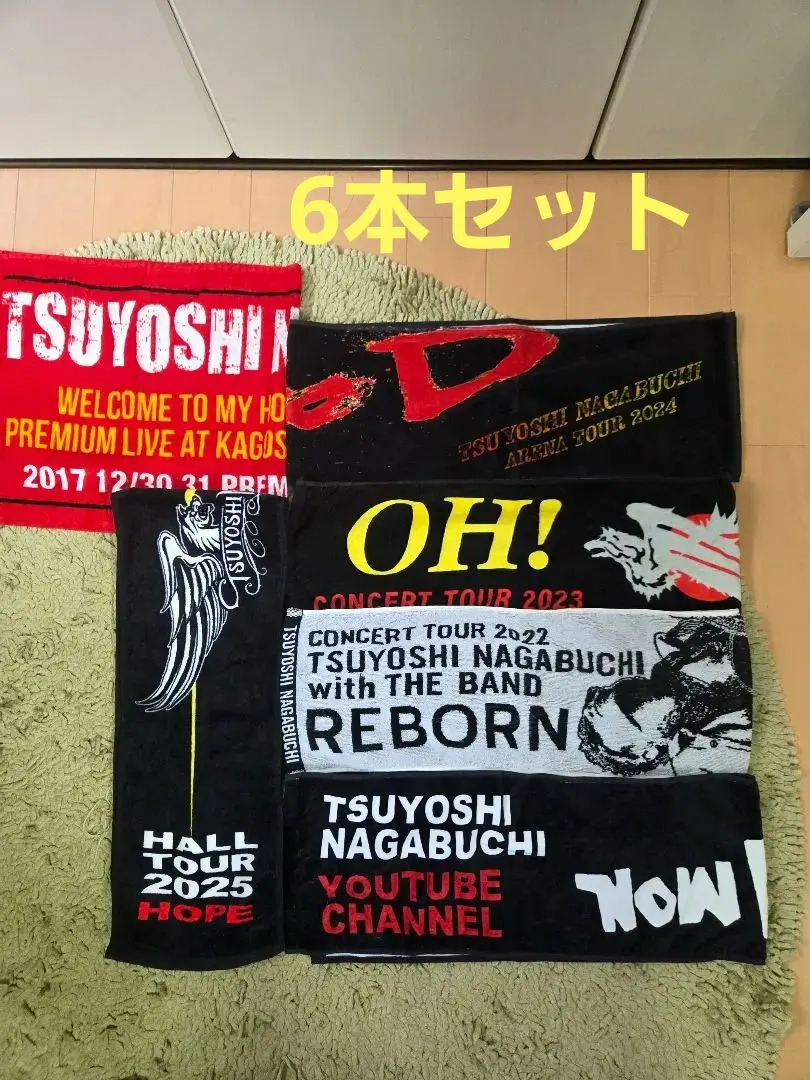 6本セット
TSUYOSHI N
WELCOME TO MY HO
PREMIUM LIVE AT KAGOS
2017 12/30 31 PREM
D
TSUYOSHI NAGABUCHI
ARENA TOUR 2024
OH!
CONCERT TOUR 2023
TSUYOSHI NAGABUCHI
CONCERT TOUR 2022
TSUYOSHI NAGABUCHI
with THE BAND
REBORN
TSUYOSHI
HALL
TOUR
2025
HOPE
TSUYOSHI
NAGABUCHI
YOUTUBE
CHANNEL